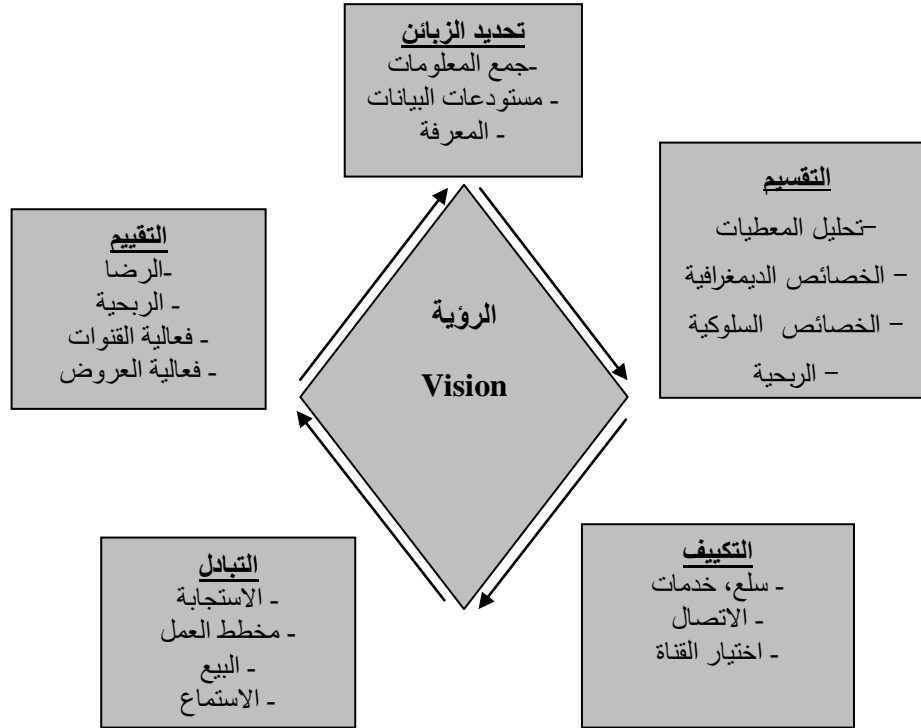 تحديد الزبائن
-جمع المعلومات
- مستودعات البيانات
- المعرفة
التقسيم
–تحليل المعطيات
– الخصائص الديمغرافية
– الخصائص السلوكية
– الربحية
التقييم
-الرضا
- الربحية
- فعالية القنوات
- فعالية العروض
الرؤية
Vision
التكييف
- سلع، خدمات
- الاتصال
- اختيار القناة
التبادل
- الاستجابة
- مخطط العمل
- البيع
- الاستماع